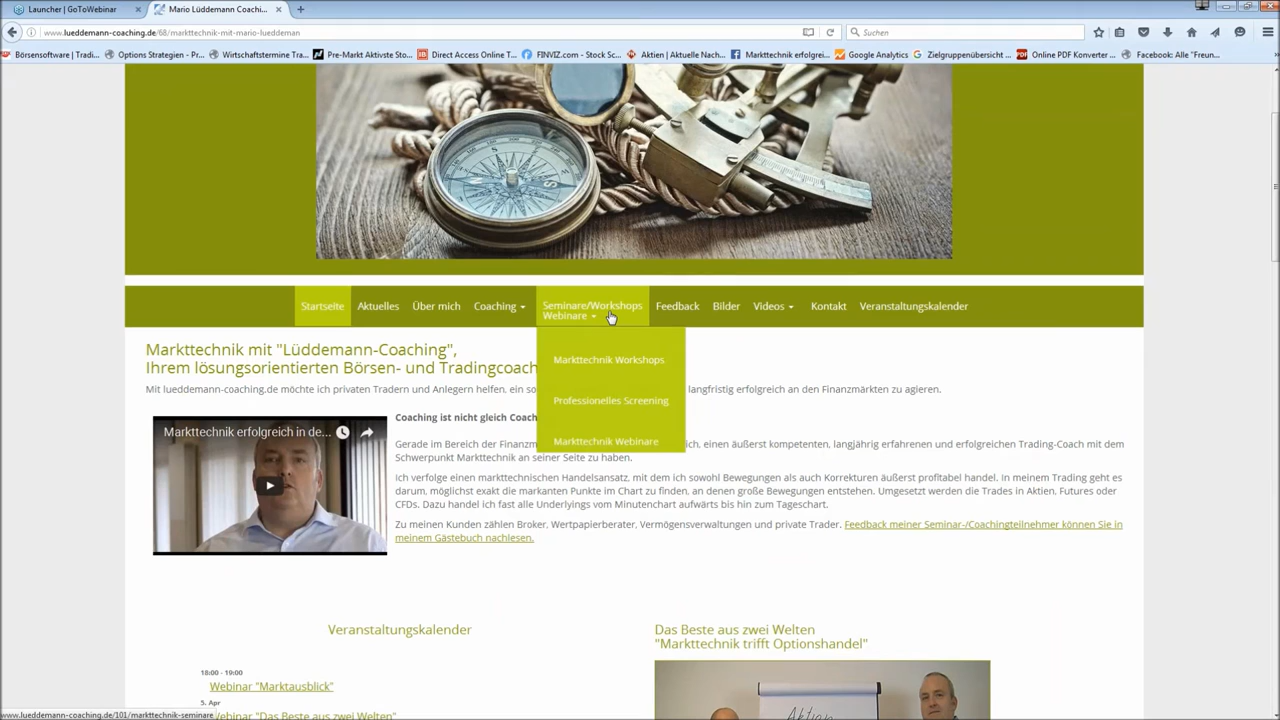 Launcher | GoToWebinar
Mario Lüddemann Coachi...
www.lueddemann-coaching.de/68/markttechnik-mit-mario-lueddeman
Suchen
Börsensoftware | Tradi...
Options Strategien - Pr...
Wirtschaftstermine Tra...
Pre-Markt Aktivste Sto...
Direct Access Online T...
FINVIZ.com - Stock Sc...
Aktien | Aktuelle Nach...
Markttechnik erfolgrei...
Google Analytics
Zielgruppenübersicht ...
Online PDF Konverter ...
Facebook: Alle "Freun...
N
S
Startseite
Aktuelles
Über mich
Coaching
Seminare/Workshops
Webinare
Feedback
Bilder
Videos
Kontakt
Veranstaltungskalender
Markttechnik Workshops
Professionelles Screening
Markttechnik Webinare
Markttechnik mit "Lüddemann-Coaching",
Ihrem lösungsorientierten Börsen- und Tradingcoach
Mit lueddemann-coaching.de möchte ich privaten Tradern und Anlegern helfen, ein so langfristig erfolgreich an den Finanzmärkten zu agieren.
Markttechnik erfolgreich in de...
Coaching ist nicht gleich Coach
Gerade im Bereich der Finanzm ich, einen äußerst kompetenten, langjährig erfahrenen und erfolgreichen Trading-Coach mit dem
Schwerpunkt Markttechnik an seiner Seite zu haben.
Ich verfolge einen markttechnischen Handelsansatz, mit dem ich sowohl Bewegungen als auch Korrekturen äußerst profitabel handel. In meinem Trading geht es
darum, möglichst exakt die markanten Punkte im Chart zu finden, an denen große Bewegungen entstehen. Umgesetzt werden die Trades in Aktien, Futures oder
CFDs. Dazu handel ich fast alle Underlyings vom Minutenchart aufwärts bis hin zum Tageschart.
Zu meinen Kunden zählen Broker, Wertpapierberater, Vermögensverwaltungen und private Trader. Feedback meiner Seminar-/Coachingteilnehmer können Sie in
meinem Gästebuch nachlesen.
Veranstaltungskalender
18:00 - 19:00
Webinar "Marktausblick"
5. Apr
Webinar "Das Beste aus zwei Welten"
Das Beste aus zwei Welten
"Markttechnik trifft Optionshandel"
Aktien
www.lueddemann-coaching.de/101/markttechnik-seminare